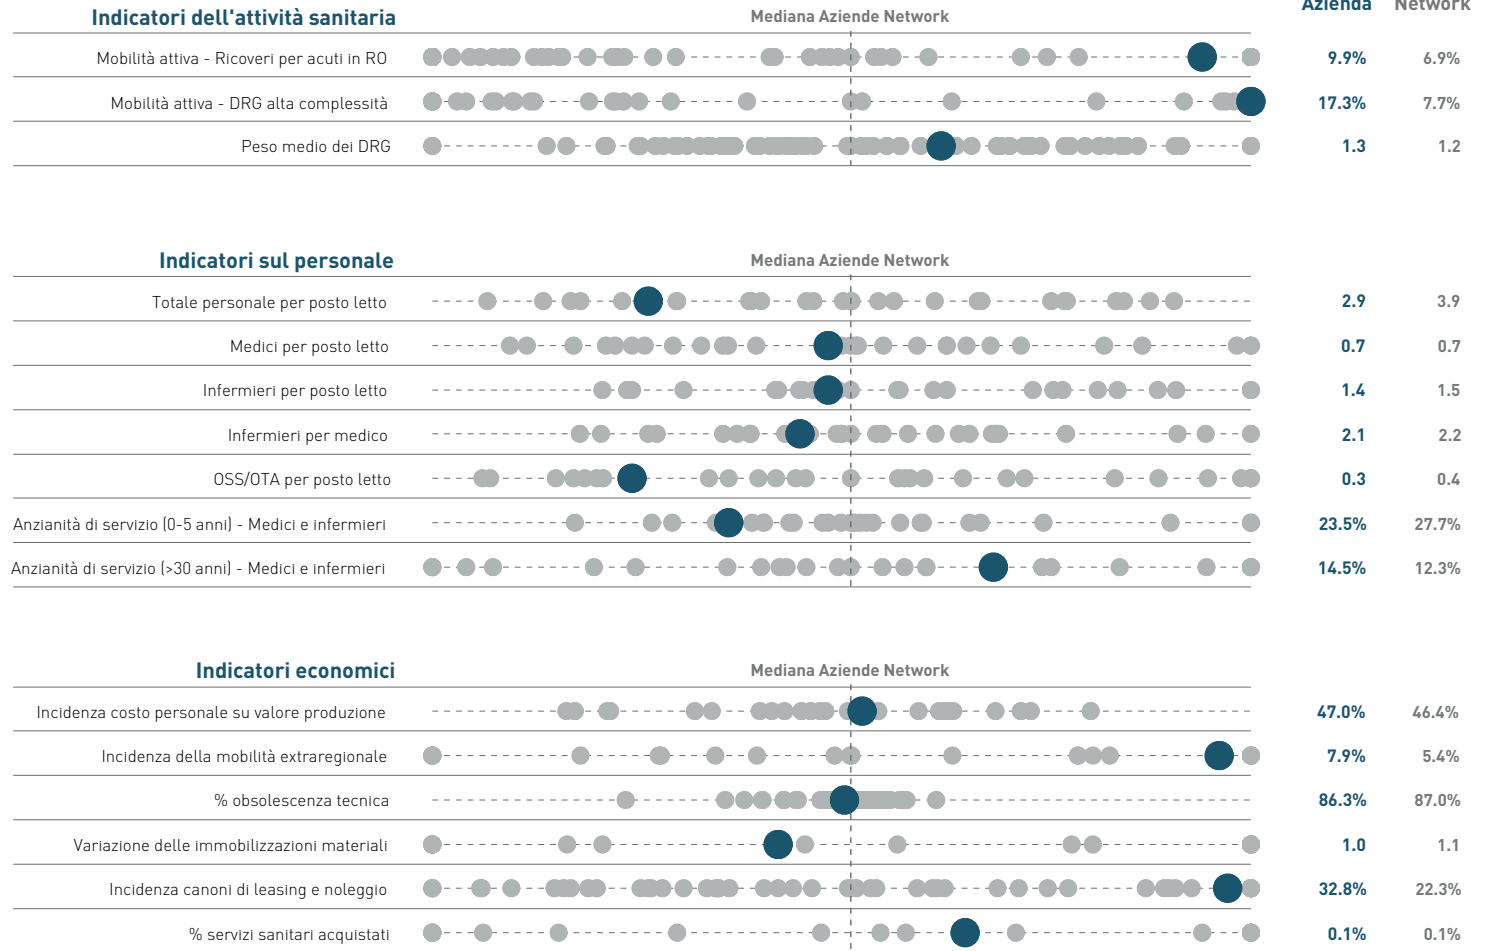 Azienda Network
Indicatori dell'attività sanitaria Mediana Aziende Network
Mobilità attiva - Ricoveri per acuti in RO 9.9% 6.9%
Mobilità attiva - DRG alta complessità 17.3% 7.7%
Peso medio dei DRG 1.3 1.2
Indicatori sul personale Mediana Aziende Network
Totale personale per posto letto 2.9 3.9
Medici per posto letto 0.7 0.7
Infermieri per posto letto 1.4 1.5
Infermieri per medico 2.1 2.2
OSS/OTA per posto letto 0.3 0.4
Anzianità di servizio (0-5 anni) - Medici e infermieri 23.5% 27.7%
Anzianità di servizio (>30 anni) - Medici e infermieri 14.5% 12.3%
Indicatori economici Mediana Aziende Network
Incidenza costo personale su valore produzione 47.0% 46.4%
Incidenza della mobilità extraregionale 7.9% 5.4%
% obsolescenza tecnica 86.3% 87.0%
Variazione delle immobilizzazioni materiali 1.0 1.1
Incidenza canoni di leasing e noleggio 32.8% 22.3%
% servizi sanitari acquistati 0.1% 0.1%